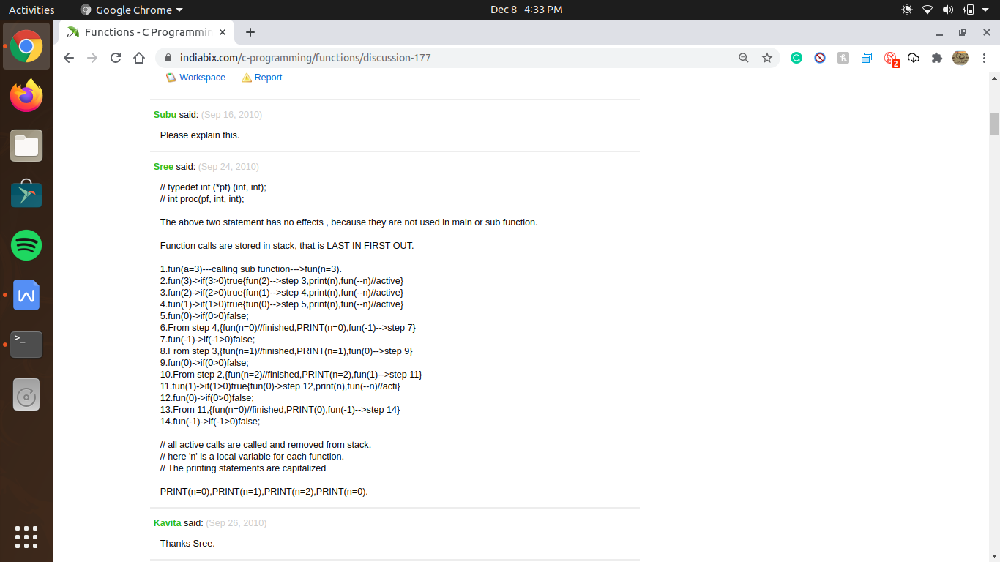 Activities
Google Chrome
Dec 8 4:33 PM
Functions - C Programmin
indiabix.com/c-programming/functions/discussion-177
2
Workspace
Report
Subu said: (Sep 16, 2010)
Please explain this.
Sree said: (Sep 24, 2010)
// typedef int (*pf) (int, int);
// int proc(pf, int, int);
The above two statement has no effects , because they are not used in main or sub function.
Function calls are stored in stack, that is LAST IN FIRST OUT.
1.fun(a=3)---calling sub function--->fun(n=3).
2.fun(3)->if(3>0)true{fun(2)-->step 3,print(n),fun(--n)//active}
3.fun(2)->if(2>0)true{fun(1)-->step 4,print(n),fun(--n)//active}
4.fun(1)->if(1>0)true{fun(0)-->step 5,print(n),fun(--n)//active}
5.fun(0)->if(0>0)false;
6.From step 4,{fun(n=0)//finished,PRINT(n=0),fun(-1)-->step 7}
7.fun(-1)->if(-1>0)false;
8.From step 3,{fun(n=1)//finished,PRINT(n=1),fun(0)-->step 9}
9.fun(0)->if(0>0)false;
10.From step 2,{fun(n=2)//finished,PRINT(n=2),fun(1)-->step 11}
11.fun(1)->if(1>0)true{fun(0)->step 12,print(n),fun(--n)//acti}
12.fun(0)->if(0>0)false;
13.From 11,{fun(n=0)//finished,PRINT(0),fun(-1)-->step 14}
14.fun(-1)->if(-1>0)false;
// all active calls are called and removed from stack.
// here 'n' is a local variable for each function.
// The printing statements are capitalized
PRINT(n=0),PRINT(n=1),PRINT(n=2),PRINT(n=0).
Kavita said: (Sep 26, 2010)
Thanks Sree.